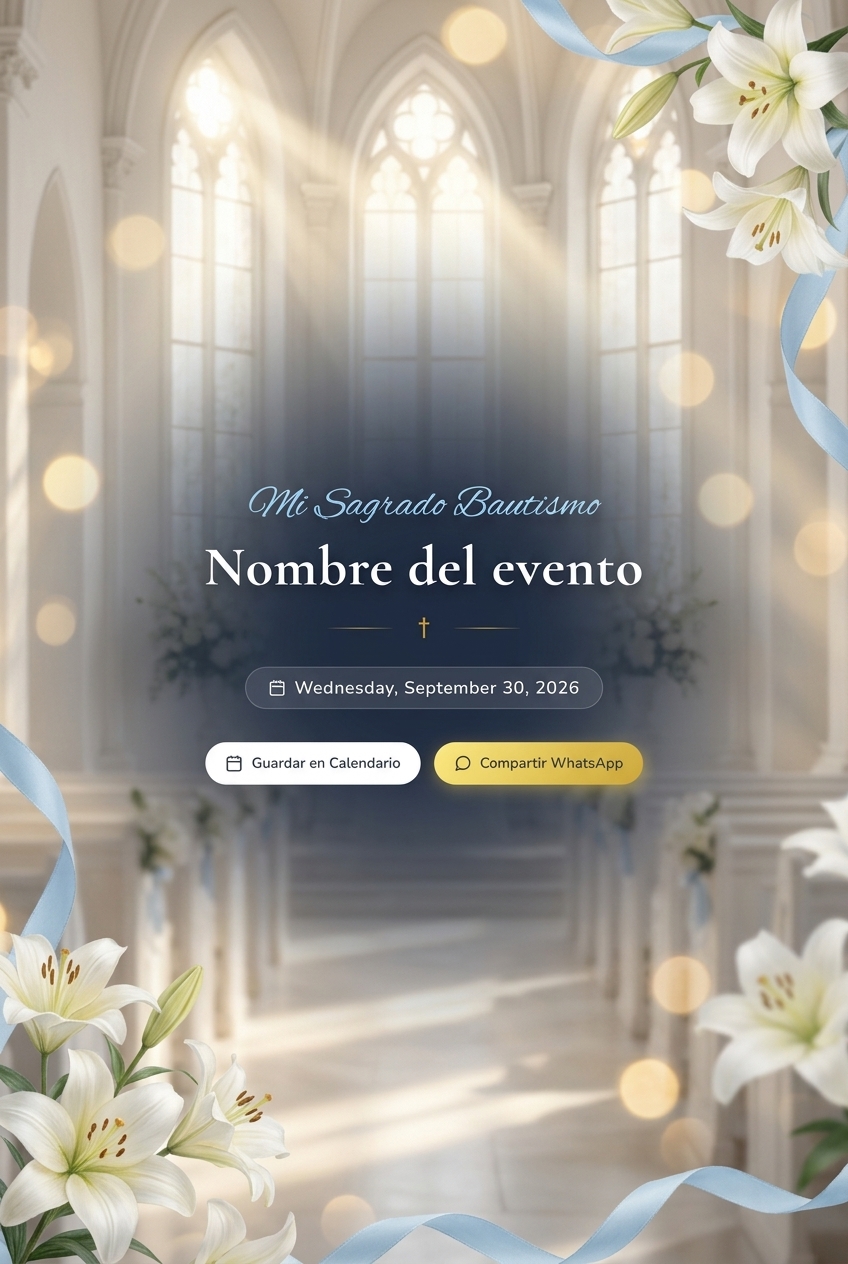 Mi Sagrado Bautismo
Nombre del evento
Wednesday, September 30, 2026
Guardar en Calendario
Compartir WhatsApp